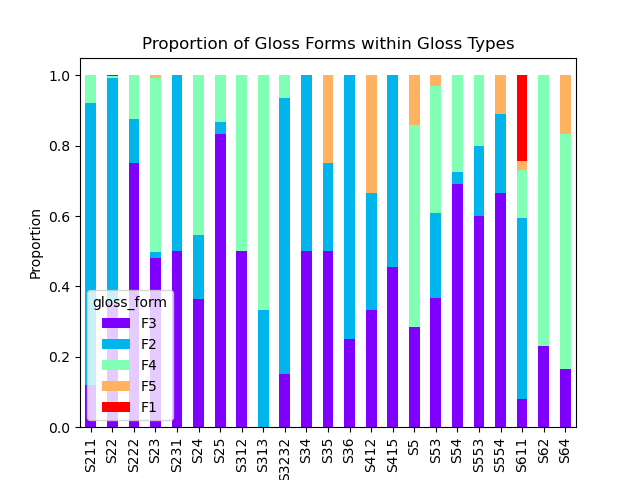 Proportion of Gloss Forms within Gloss Types
Proportion
1.0
0.8
0.6
0.4
0.2
0.0
gloss_form
F3
F2
F4
F5
F1
S211
S22
S222
S23
S231
S24
S25
S312
S313
S3232
S34
S35
S36
S412
S415
S5
S53
S54
S553
S554
S611
S62
S64